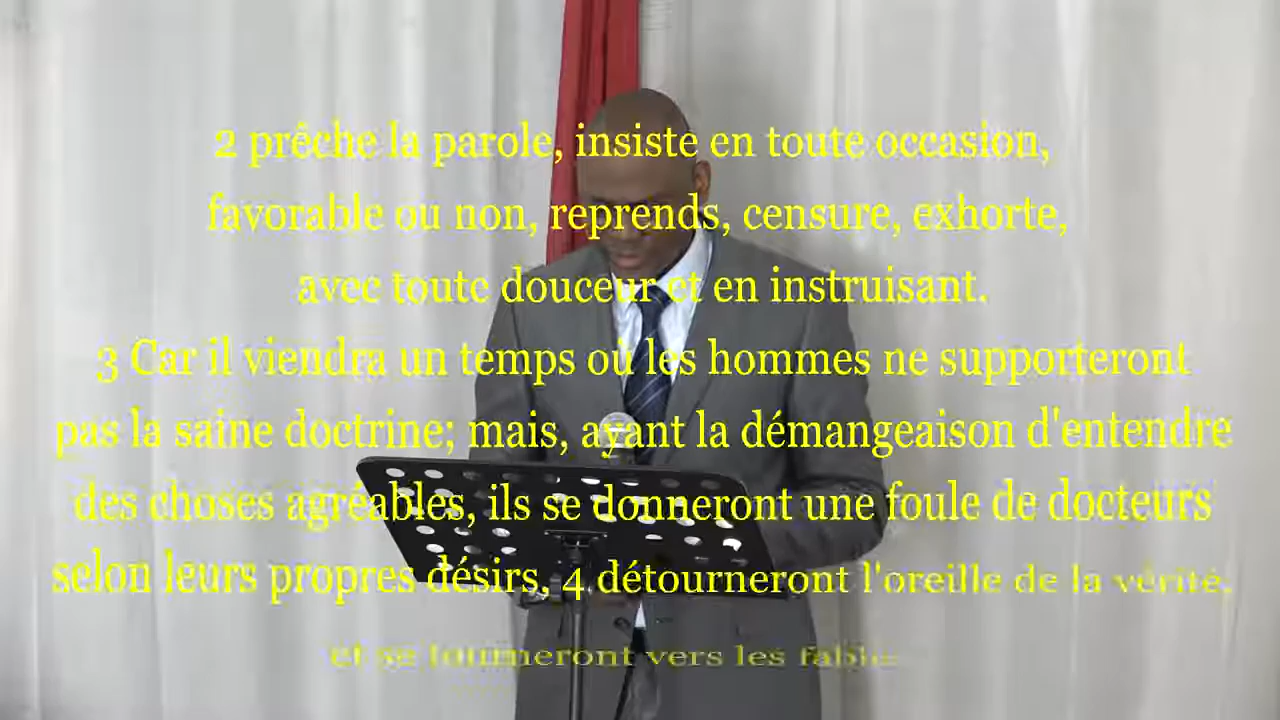 2 prêche la parole, insiste en toute occasion,
favorable ou non, reprends, censure, exhorte,
avec toute douceur et en instruisant.
3 Car il viendra un temps où les hommes ne supporteront
pas la saine doctrine; mais, ayant la démangeaison d'entendre
des choses agréables, ils se donneront une foule de docteurs
selon leurs propres désirs, 4 détourneront l'oreille de la vérité,
et se tourneront vers les